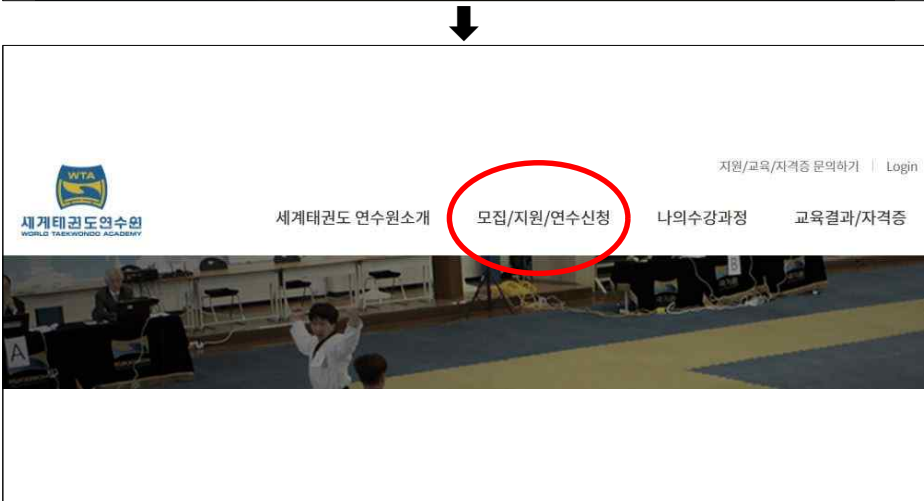 지원/교육/자격증 문의하기 | Login
WTA
세계태권도연수원
WORLD TAEKWONDO ACADEMY
세계태권도 연수원소개 모집/지원/연수신청 나의수강과정 교육결과/자격증
A
B